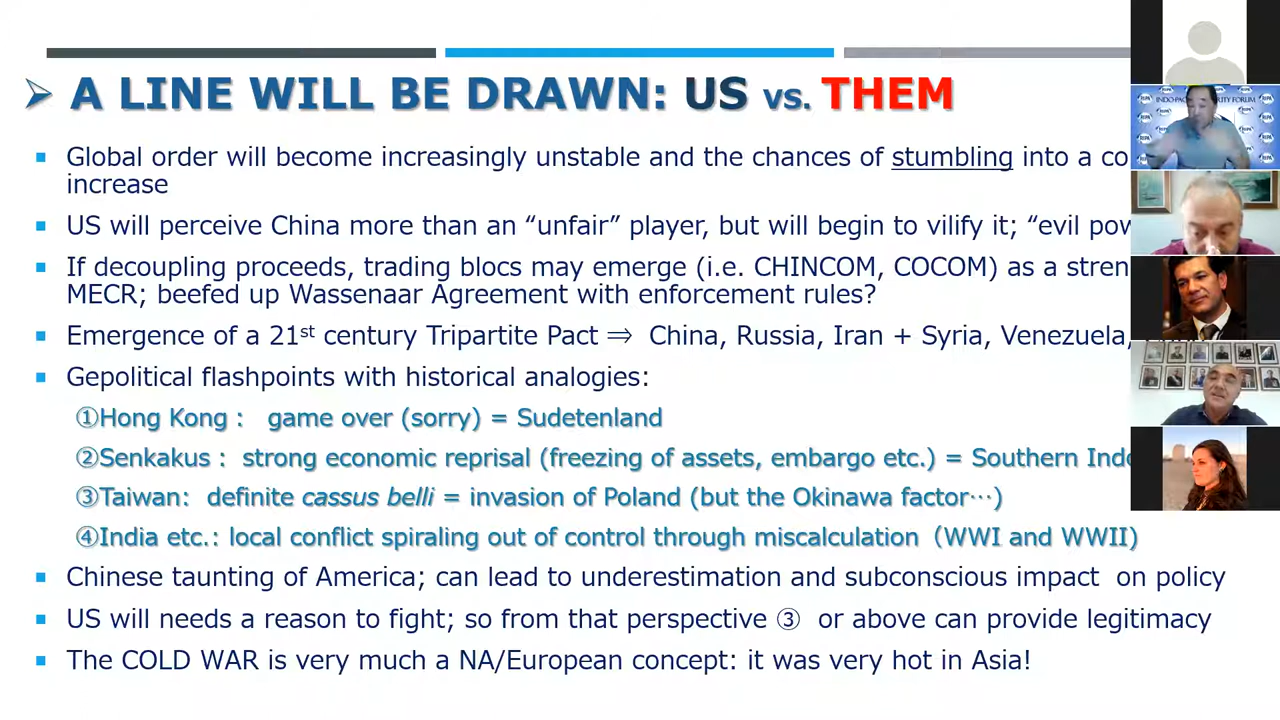 A LINE WILL BE DRAWN: US vs. THEM
Global order will become increasingly unstable and the chances of stumbling into a
increase
US will perceive China more than an “unfair” player, but will begin to vilify it; “evil
If decoupling proceeds, trading blocs may emerge (i.e. CHINCOM, COCOM) as a
MECR; beefed up Wassenaar Agreement with enforcement rules?
Emergence of a 21st century Tripartite Pact ⇒ China, Russia, Iran + Syria, Venezuela,
Gepolitical flashpoints with historical analogies:
①Hong Kong : game over (sorry) = Sudetenland
②Senkakus : strong economic reprisal (freezing of assets, embargo etc.) = Southern
③Taiwan: definite cassus belli = invasion of Poland (but the Okinawa factor…)
④India etc.: local conflict spiraling out of control through miscalculation (WWI and WWII)
Chinese taunting of America; can lead to underestimation and subconscious impact on policy
US will needs a reason to fight; so from that perspective ③ or above can provide legitimacy
The COLD WAR is very much a NA/European concept: it was very hot in Asia!